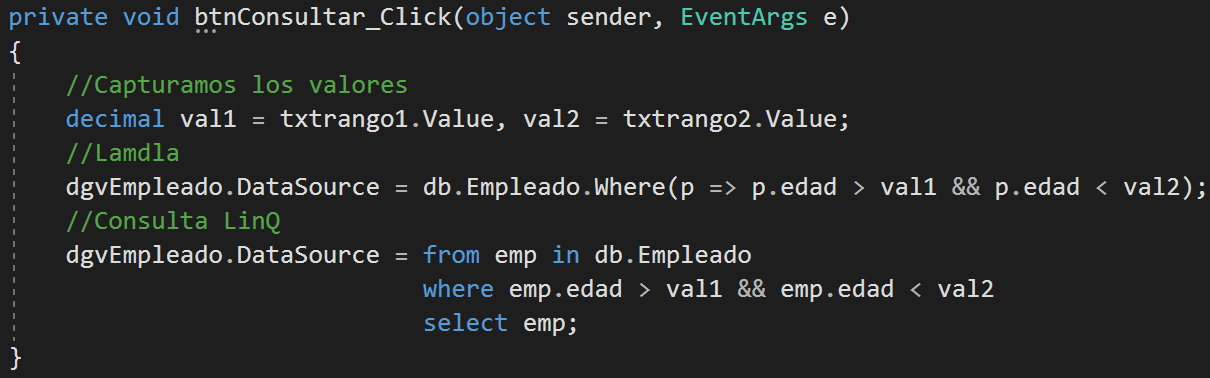 private void btnConsultar_Click(object sender, EventArgs e)
{
    //Capturamos los valores
    decimal val1 = txtrango1.Value, val2 = txtrango2.Value;
    //Lamdla
    dgvEmpleado.DataSource = db.Empleado.Where(p => p.edad > val1 && p.edad < val2);
    //Consulta LinQ
    dgvEmpleado.DataSource = from emp in db.Empleado
                             where emp.edad > val1 && emp.edad < val2
                             select emp;
}